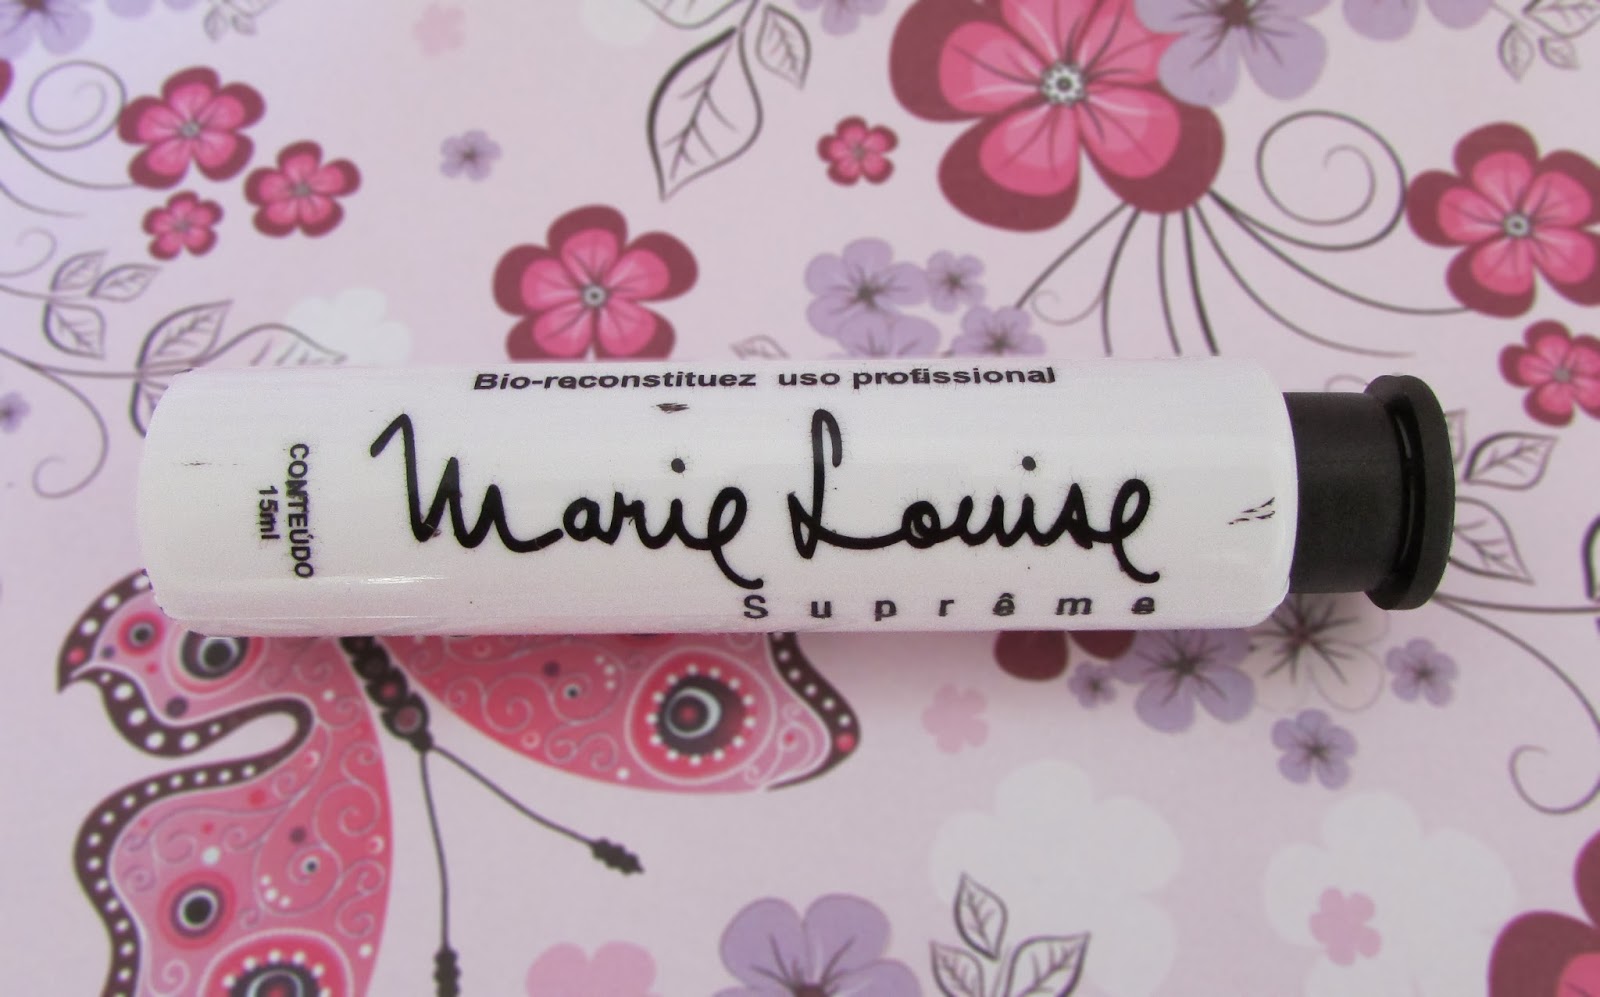 Bio-reconstituez uso profissional
Marie Louise
Suprême
CONTEÚDO
15ml